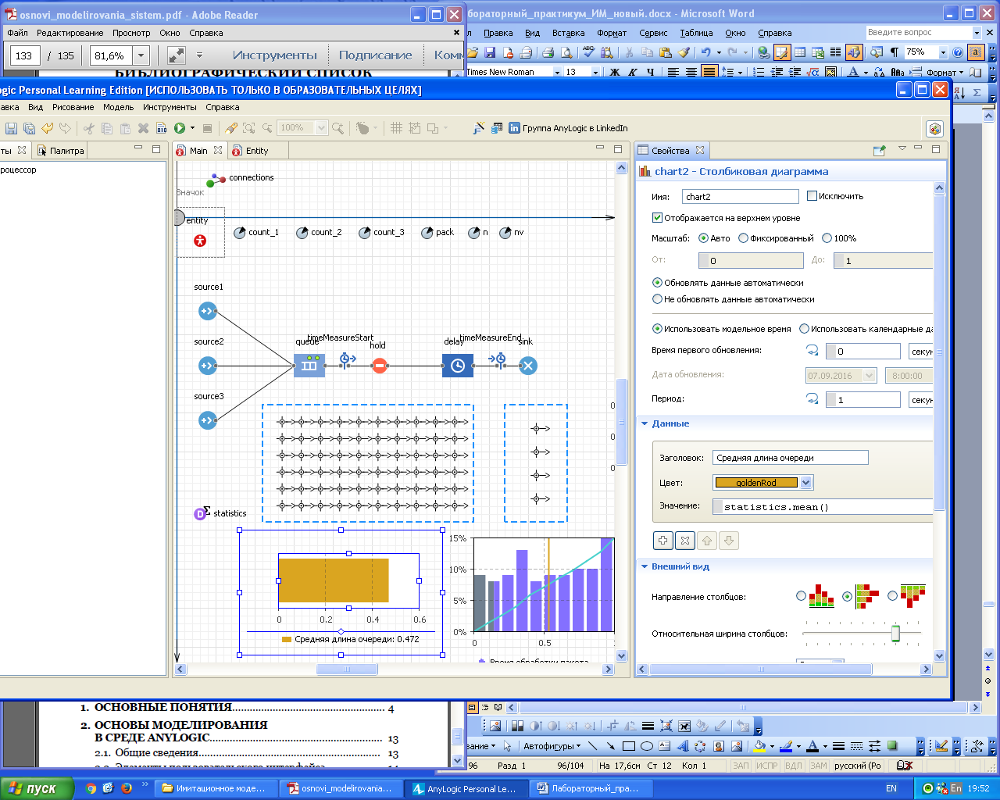 osnovi_modelirovania_sistem.pdf - Adobe Reader
Файл Редактирование Просмотр Окно Справка
133 / 135 81,6% Инструменты Подписание Комм
БИБЛИОГРАФИЧЕСКИЙ СПИСОК
бораторный_практикум_ИМ_новый.docx - Microsoft Word
Правка Вид Вставка Формат Сервис Таблица Окно Справка Введите вопрос
75%
Times New Roman 13 Ж К Ч Формат
ogic Personal Learning Edition [ИСПОЛЬЗОВАТЬ ТОЛЬКО В ОБРАЗОВАТЕЛЬНЫХ ЦЕЛЯХ]
авка Вид Рисование Модель Инструменты Справка
100% Группа AnyLogic в LinkedIn
ты Палитра
роцессор
Main Entity
connections
Значок
entity
count_1 count_2 count_3 pack n nv
source1
source2
source3
queue timeMeasureStart hold delay timeMeasureEnd sink
0
0
0
statistics
0 0.2 0.4 0.6
Средняя длина очереди: 0.472
15%
10%
5%
0%
0 0.5 1
Время обработки пакета
Свойства
chart2 - Столбиковая диаграмма
Имя: chart2 Исключить
Отображается на верхнем уровне
Масштаб: Авто Фиксированный 100%
От: 0 До: 1
Обновлять данные автоматически
Не обновлять данные автоматически
Использовать модельное время Использовать календарные да
Время первого обновления: 0 секун
Дата обновления: 07.09.2016 8:00:00
Период: 1 секун
Данные
Заголовок: Средняя длина очереди
Цвет: goldenRod
Значение: statistics.mean()
Внешний вид
Направление столбцов:
Относительная ширина столбцов:
1. ОСНОВНЫЕ ПОНЯТИЯ.................................................. 4
2. ОСНОВЫ МОДЕЛИРОВАНИЯ
В СРЕДЕ ANYLOGIC.......................................................... 13
2.1. Общие сведения.............................................................. 13
2.2. Элементы пользовательского интерфейса.................. 14
вание Автофигуры
96 Разд 1 96/104 На 17,6см Ст 12 Кол 1 ЗАП ИСПР ВДЛ ЗАМ русский (Ро
пуск Имитационное моде... osnovi_modelirovania... AnyLogic Personal Le... Лабораторный_пра... EN En 19:52